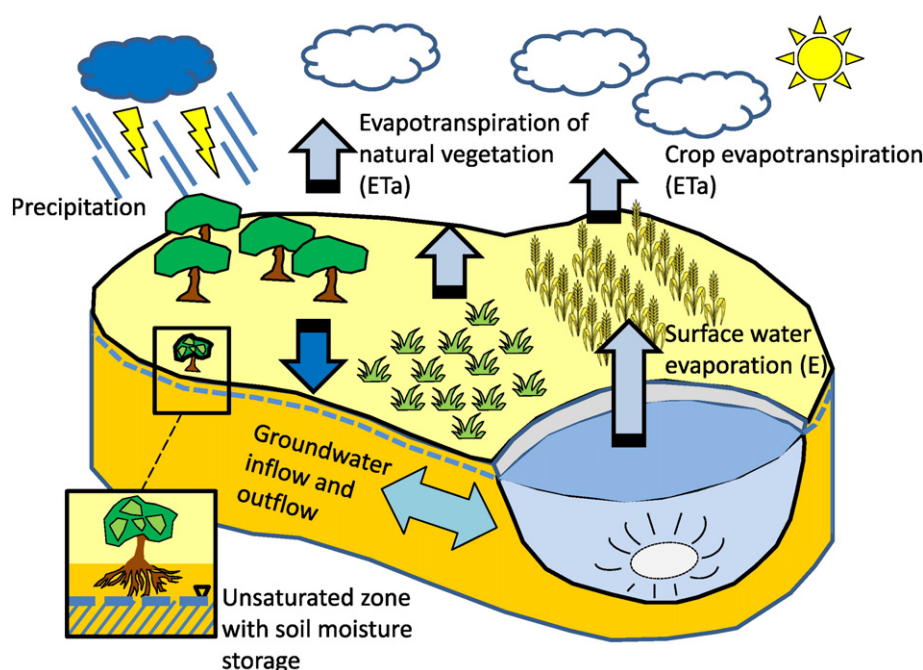 Evapotranspiration of
natural vegetation
(ETa)
Crop evapotranspiration
(ETa)
Precipitation
Surface water
evaporation (E)
Groundwater
inflow and
outflow
Unsaturated zone
with soil moisture
storage